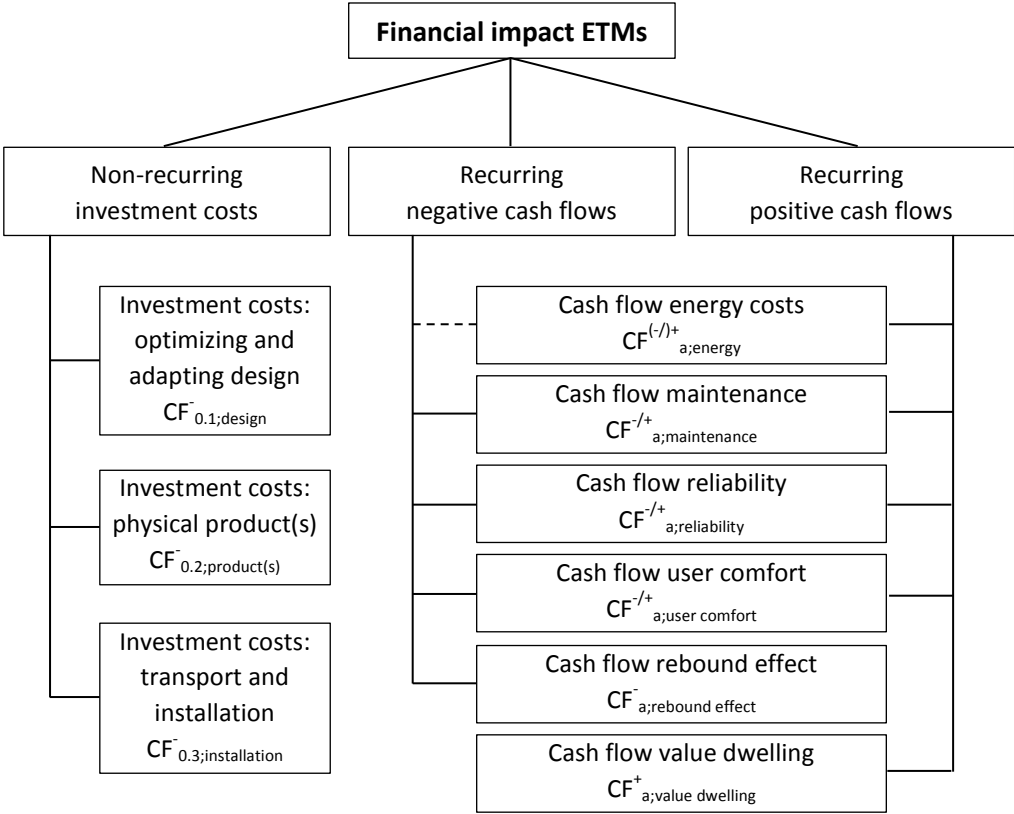 Financial impact ETMs
Non-recurring
investment costs
Recurring
negative cash flows
Recurring
positive cash flows
Investment costs:
optimizing and
adapting design
CF-0.1;design
Investment costs:
physical product(s)
CF-0.2;product(s)
Investment costs:
transport and
installation
CF-0.3;installation
Cash flow energy costs
CF(-/)+a;energy
Cash flow maintenance
CF-/+a;maintenance
Cash flow reliability
CF-/+a;reliability
Cash flow user comfort
CF-/+a;user comfort
Cash flow rebound effect
CF-a;rebound effect
Cash flow value dwelling
CF+a;value dwelling